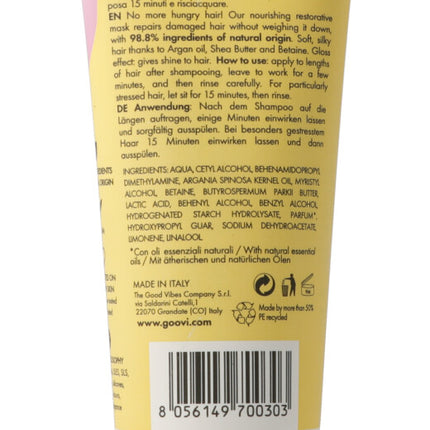 posa 15 minuti e risciacquare.
EN No more hungry hair! Our nourishing restorative
mask repairs damaged hair without weighing it down,
with 98.8% ingredients of natural origin. Soft, silky
hair thanks to Argan oil, Shea Butter and Betaine. Gloss
effect: gives shine to hair. How to use: apply to lengths
of hair after shampooing, leave to work for a few
minutes, and then rinse carefully. For particularly
stressed hair, let sit for 15 minutes, then rinse.
DE Anwendung: Nach dem Shampoo auf die
Längen auftragen, einige Minuten einwirken lassen
und sorgfältig ausspülen. Bei besonders gestresstem
Haar 15 Minuten einwirken lassen und dann
ausspülen.
INGREDIENTS: AQUA, CETYL ALCOHOL, BEHENAMIDOPROPYL
DIMETHYLAMINE, ARGANIA SPINOSA KERNEL OIL, MYRISTYL
ALCOHOL, BETAINE, BUTYROSPERMUM PARKII BUTTER,
LACTIC ACID, BEHENYL ALCOHOL, BENZYL ALCOHOL,
HYDROGENATED STARCH HYDROLYSATE, PARFUM*,
HYDROXYPROPYL GUAR, SODIUM DEHYDROACETATE,
LIMONENE, LINALOOL
*Con oli essenziali naturali / With natural essential
oils / Mit ätherischen und natürlichen Ölen
MADE IN ITALY
The Good Vibes Company S.r.l.
via Saldarini Catelli,1
22070 Grandate (CO) Italy
www.goovi.com
Made by more than 50%
PE recycled
8 056149 700303